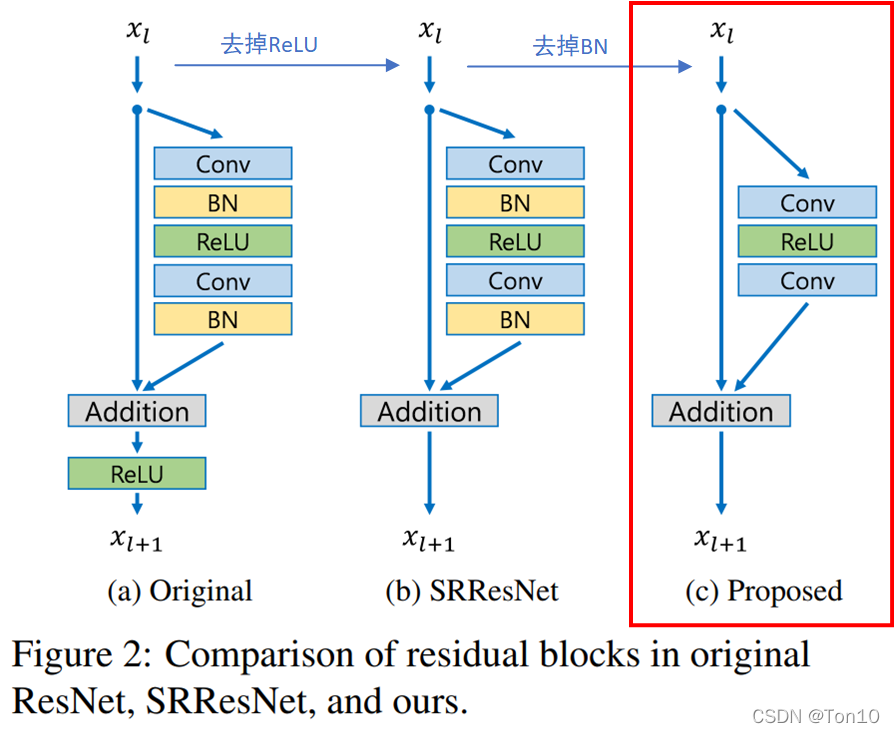 x_l 去掉ReLU x_l 去掉BN x_l
Conv
BN
ReLU
Conv
BN
Addition
ReLU
x_{l+1}
(a) Original
Conv
BN
ReLU
Conv
BN
Addition
x_{l+1}
(b) SRResNet
Conv
ReLU
Conv
Addition
x_{l+1}
(c) Proposed
Figure 2: Comparison of residual blocks in original
ResNet, SRResNet, and ours.
CSDN @Ton10